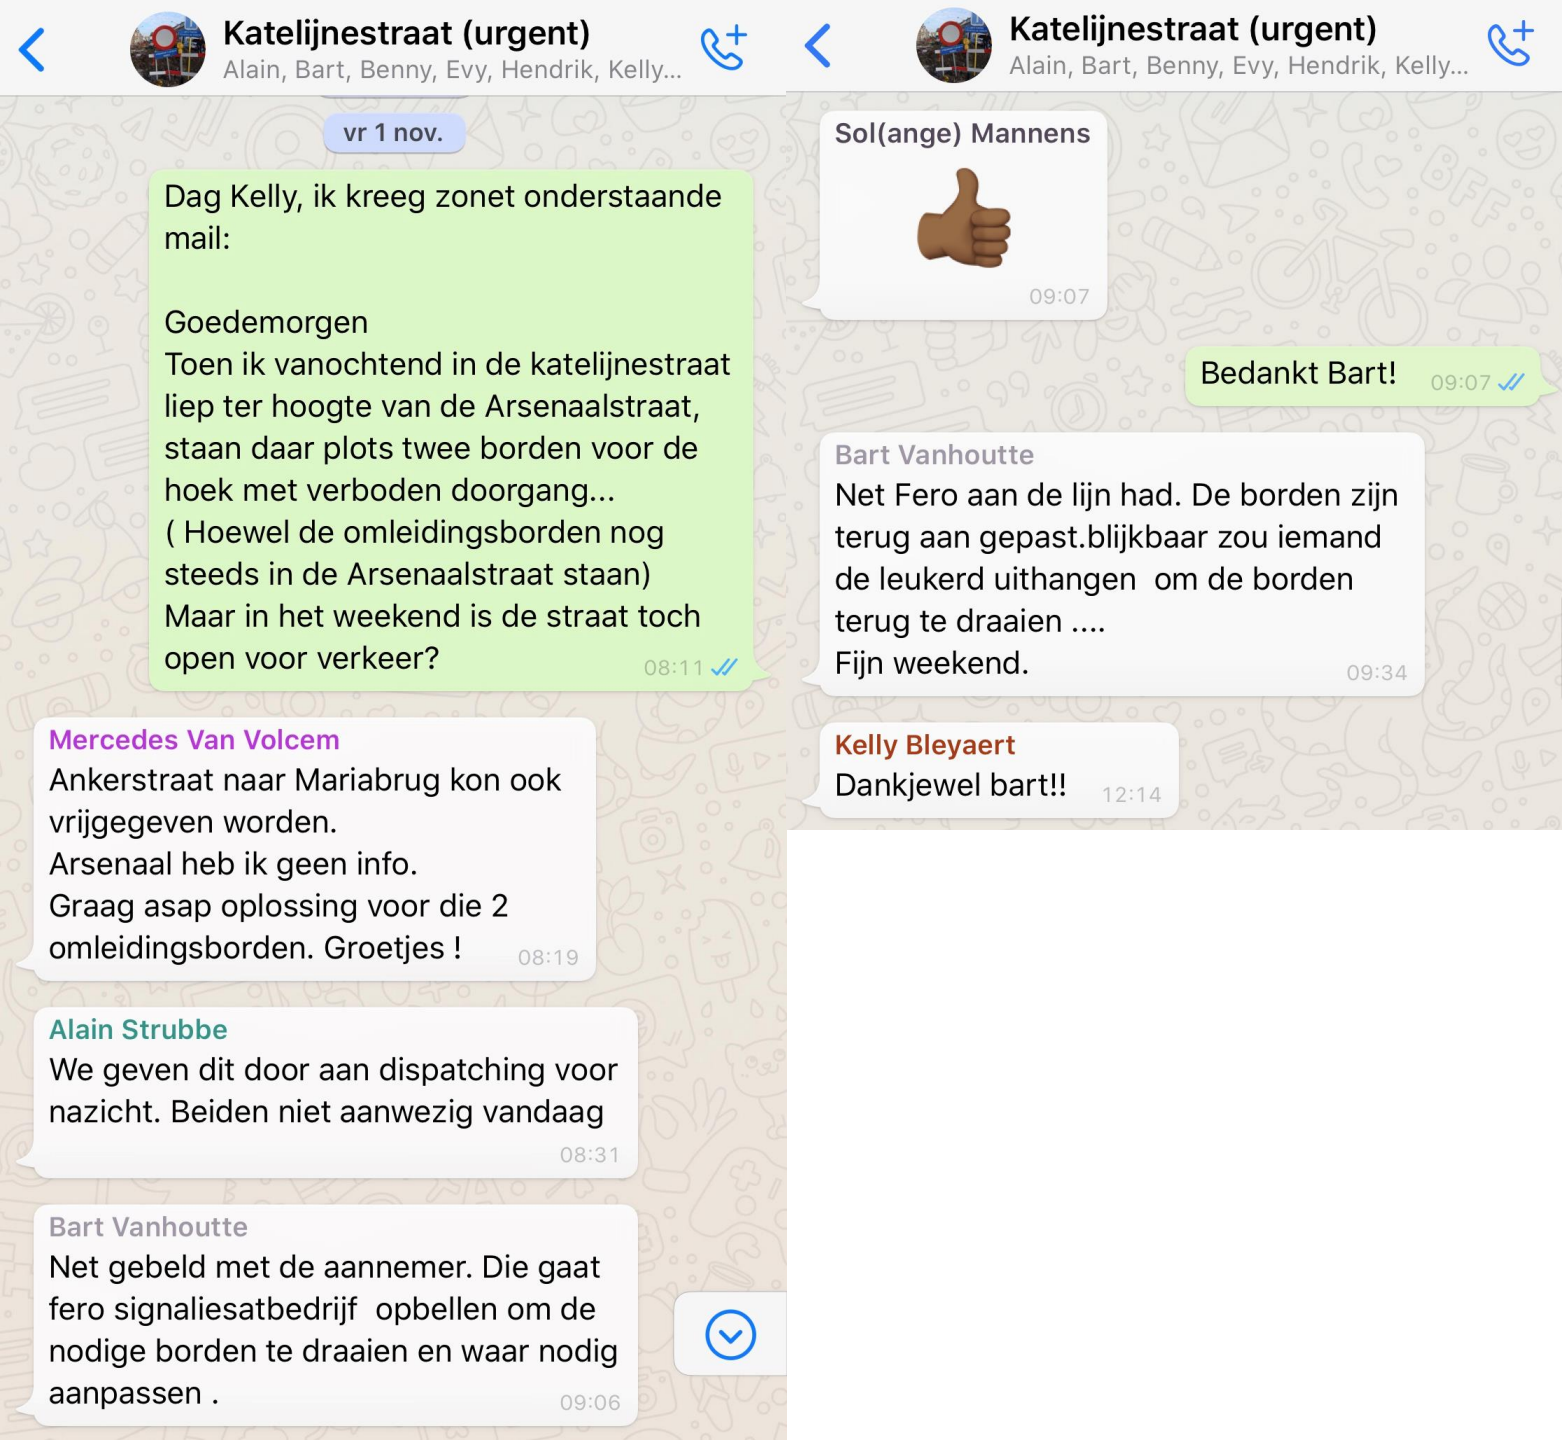 Katelijnestraat (urgent)
Alain, Bart, Benny, Evy, Hendrik, Kelly...
vr 1 nov.
Dag Kelly, ik kreeg zonet onderstaande
mail:
Goedemorgen
Toen ik vanochtend in de katelijnestraat
liep ter hoogte van de Arsenaalstraat,
staan daar plots twee borden voor de
hoek met verboden doorgang...
( Hoewel de omleidingsborden nog
steeds in de Arsenaalstraat staan)
Maar in het weekend is de straat toch
open voor verkeer?
08:11
Mercedes Van Volcem
Ankerstraat naar Mariabrug kon ook
vrijgegeven worden.
Arsenaal heb ik geen info.
Graag asap oplossing voor die 2
omleidingsborden. Groetjes !
08:19
Alain Strubbe
We geven dit door aan dispatching voor
nazicht. Beiden niet aanwezig vandaag
08:31
Bart Vanhoutte
Net gebeld met de aannemer. Die gaat
fero signaliesatbedrijf  opbellen om de
nodige borden te draaien en waar nodig
aanpassen .
09:06
Katelijnestraat (urgent)
Alain, Bart, Benny, Evy, Hendrik, Kelly...
Sol(ange) Mannens
09:07
Bedankt Bart!
09:07
Bart Vanhoutte
Net Fero aan de lijn had. De borden zijn
terug aan gepast.blijkbaar zou iemand
de leukerd uithangen  om de borden
terug te draaien ....
Fijn weekend.
09:34
Kelly Bleyaert
Dankjewel bart!!
12:14